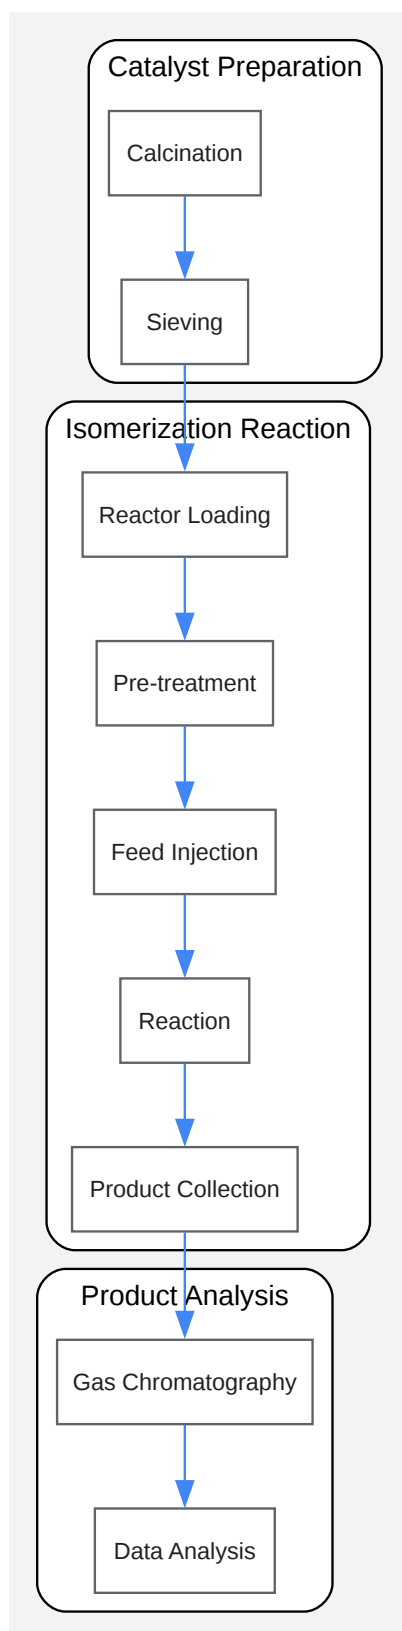 Catalyst Preparation
Calcination
Sieving
Isomerization Reaction
Reactor Loading
Pre-treatment
Feed Injection
Reaction
Product Collection
Product Analysis
Gas Chromatography
Data Analysis